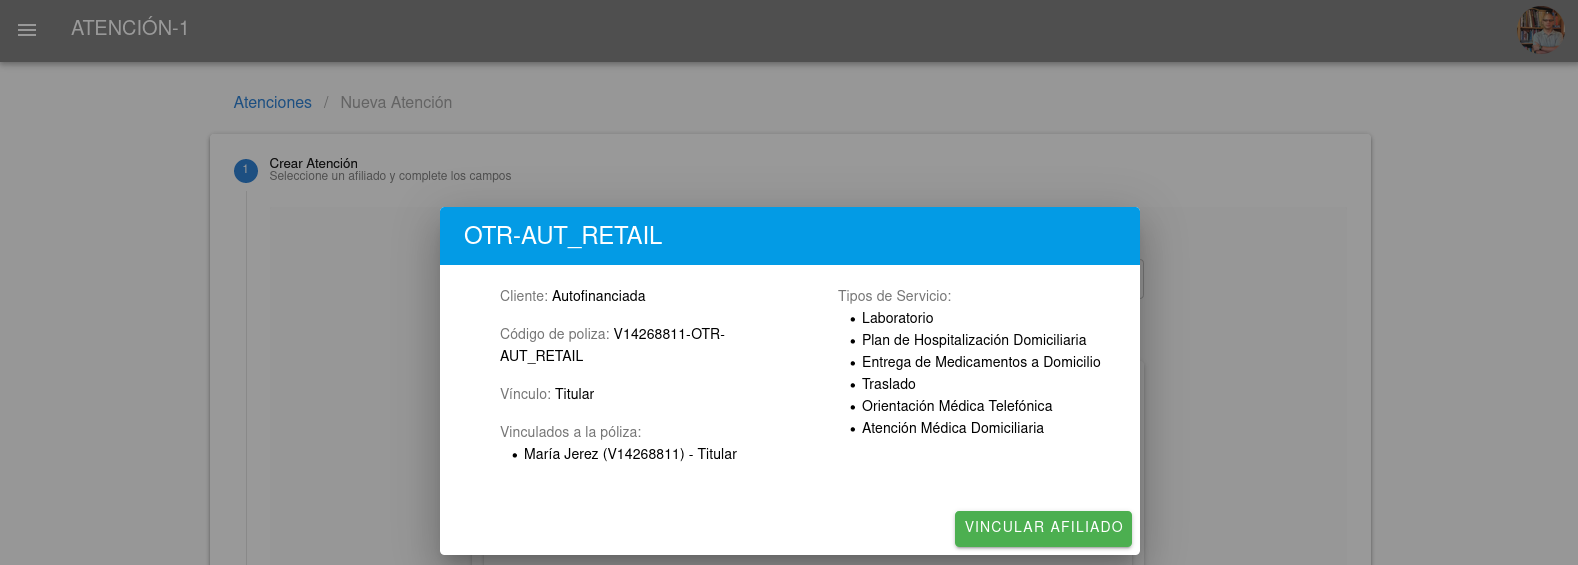 ATENCIÓN-1
Atenciones / Nueva Atención
1
Crear Atención
Seleccione un afiliado y complete los campos
OTR-AUT_RETAIL
Cliente: Autofinanciada
Código de poliza: V14268811-OTR-
AUT_RETAIL
Vínculo: Titular
Vinculados a la póliza:
• María Jerez (V14268811) - Titular
Tipos de Servicio:
• Laboratorio
• Plan de Hospitalización Domiciliaria
• Entrega de Medicamentos a Domicilio
• Traslado
• Orientación Médica Telefónica
• Atención Médica Domiciliaria
VINCULAR AFILIADO